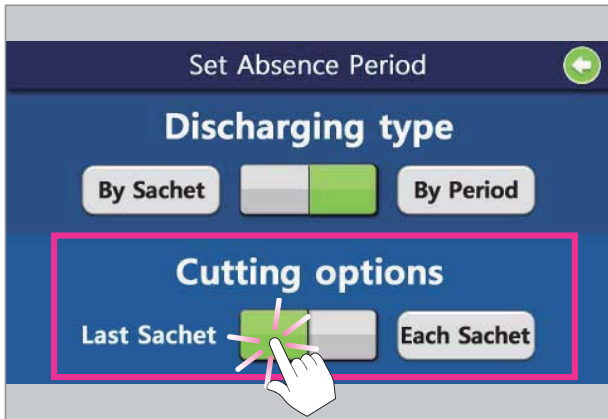 Set Absence Period
Discharging type
By Sachet By Period
Cutting options
Last Sachet Each Sachet